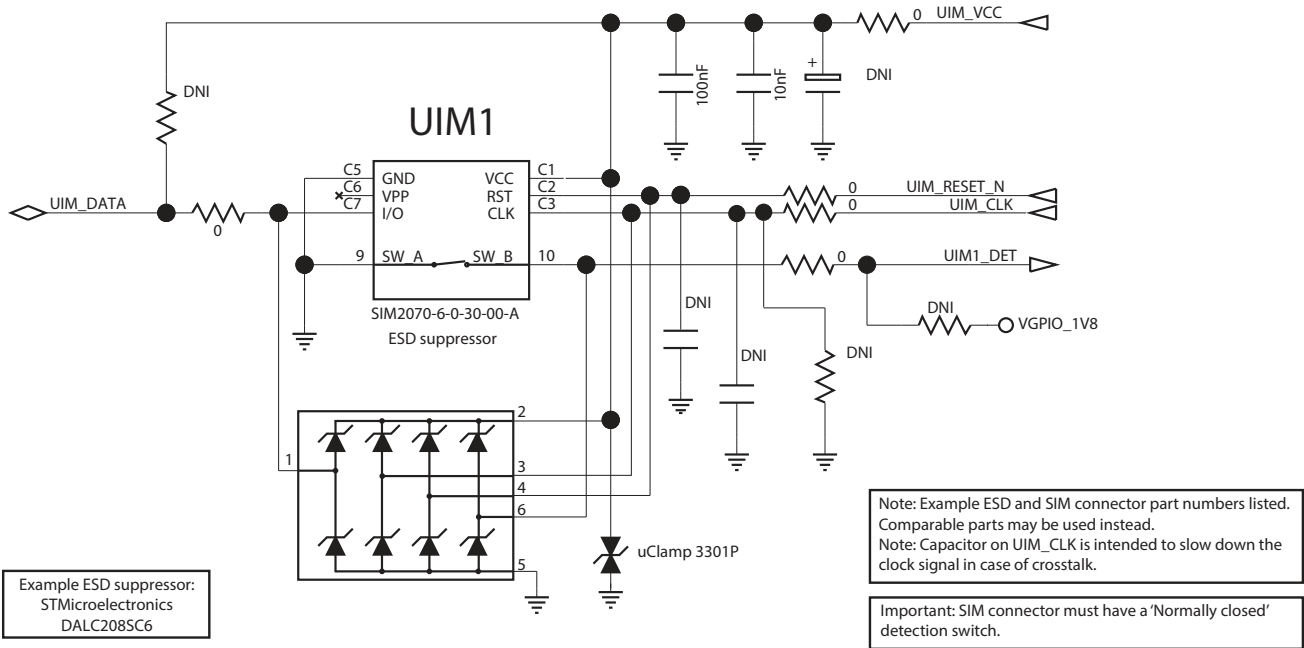 0 UIM_VCC
DNI
100nF
10nF
+
DNI
UIM1
C5 GND VCC C1
C6 VPP RST C2
C7 I/O CLK C3
UIM_DATA
0
0 UIM_RESET_N
0 UIM_CLK
9 SW_A SW_B 10
0 UIM1_DET
SIM2070-6-0-30-00-A
ESD suppressor
DNI
DNI
VGPIO_1V8
DNI
DNI
1
2
3
4
6
5
uClamp 3301P
Example ESD suppressor:
STMicroelectronics
DALC208SC6
Note: Example ESD and SIM connector part numbers listed.
Comparable parts may be used instead.
Note: Capacitor on UIM_CLK is intended to slow down the
clock signal in case of crosstalk.
Important: SIM connector must have a 'Normally closed'
detection switch.